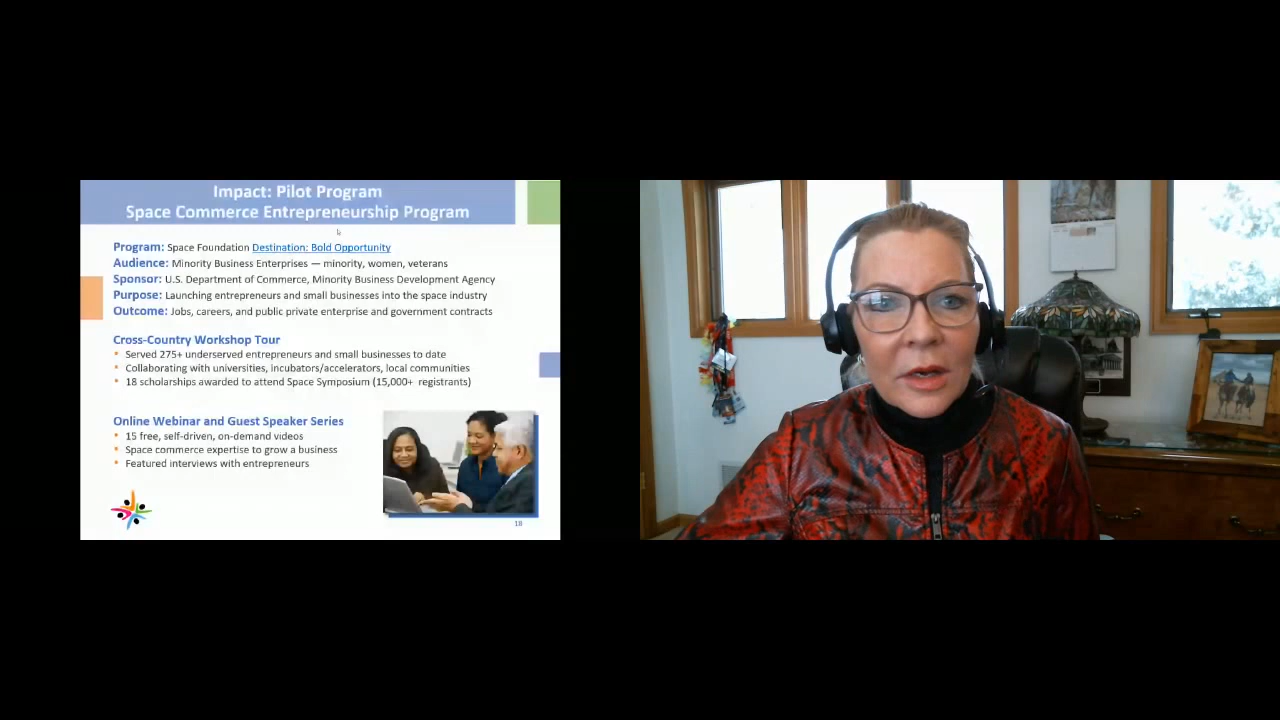 Impact: Pilot Program
Space Commerce Entrepreneurship Program
Program: Space Foundation Destination: Bold Opportunity
Audience: Minority Business Enterprises — minority, women, veterans
Sponsor: U.S. Department of Commerce, Minority Business Development Agency
Purpose: Launching entrepreneurs and small businesses into the space industry
Outcome: Jobs, careers, and public private enterprise and government contracts
Cross-Country Workshop Tour
• Served 275+ underserved entrepreneurs and small businesses to date
• Collaborating with universities, incubators/accelerators, local communities
• 18 scholarships awarded to attend Space Symposium (15,000+ registrants)
Online Webinar and Guest Speaker Series
• 15 free, self-driven, on-demand videos
• Space commerce expertise to grow a business
• Featured interviews with entrepreneurs
18